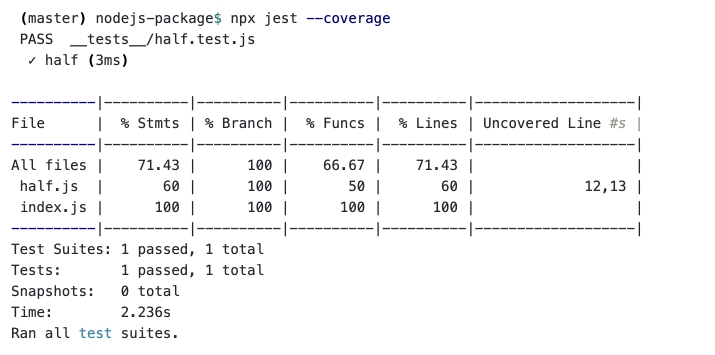 (master) nodejs-package$ npx jest --coverage
PASS  __tests__/half.test.js
✓ half (3ms)
----------|----------|----------|----------|----------|-------------------|
File      |  % Stmts | % Branch |  % Funcs |  % Lines | Uncovered Line #s |
----------|----------|----------|----------|----------|-------------------|
All files |    71.43 |      100 |    66.67 |    71.43 |                   |
 half.js  |       60 |      100 |       50 |       60 |             12,13 |
 index.js |      100 |      100 |      100 |      100 |                   |
----------|----------|----------|----------|----------|-------------------|
Test Suites: 1 passed, 1 total
Tests:       1 passed, 1 total
Snapshots:   0 total
Time:        2.236s
Ran all test suites.